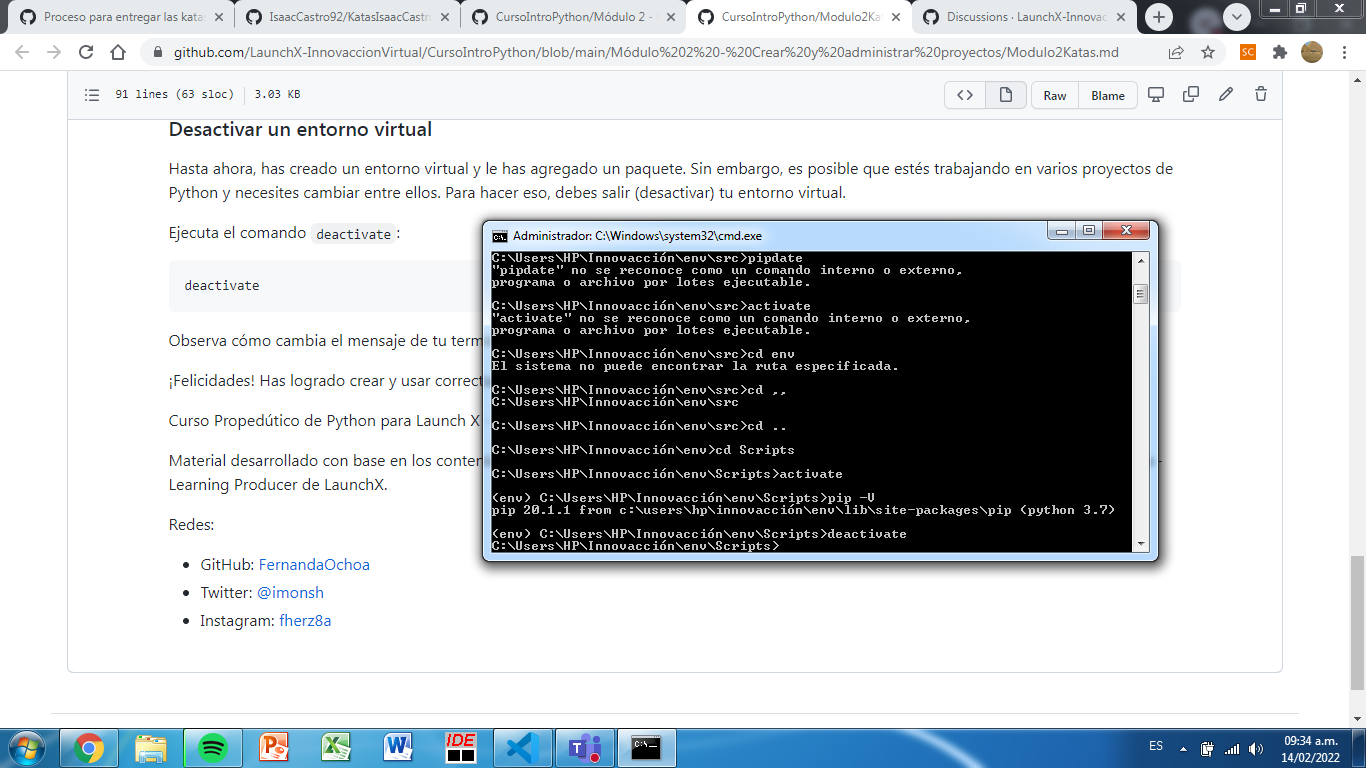 Proceso para entregar las kata
IsaacCastro92/KatasIsaacCastr
CursoIntroPython/Módulo 2 -
CursoIntroPython/Modulo2Kat
Discussions · LaunchX-Innovac
github.com/LaunchX-InnovaccionVirtual/CursoIntroPython/blob/main/Módulo%202%20-%20Crear%20y%20administrar%20proyectos/Modulo2Katas.md
SC
91 lines (63 sloc)
3.03 KB
Raw
Blame
Desactivar un entorno virtual
Hasta ahora, has creado un entorno virtual y le has agregado un paquete. Sin embargo, es posible que estés trabajando en varios proyectos de
Python y necesites cambiar entre ellos. Para hacer eso, debes salir (desactivar) tu entorno virtual.
Ejecuta el comando deactivate:
deactivate
Observa cómo cambia el mensaje de tu term
¡Felicidades! Has logrado crear y usar correct
Curso Propedútico de Python para Launch X
Material desarrollado con base en los conten
Learning Producer de LaunchX.
Redes:
GitHub: FernandaOchoa
Twitter: @imonsh
Instagram: fherz8a
Administrador: C:\Windows\system32\cmd.exe
C:\Users\HP\Innovacción\env\src>pipdate
"pipdate" no se reconoce como un comando interno o externo,
programa o archivo por lotes ejecutable.
C:\Users\HP\Innovacción\env\src>activate
"activate" no se reconoce como un comando interno o externo,
programa o archivo por lotes ejecutable.
C:\Users\HP\Innovacción\env\src>cd env
El sistema no puede encontrar la ruta especificada.
C:\Users\HP\Innovacción\env\src>cd ,,
C:\Users\HP\Innovacción\env\src
C:\Users\HP\Innovacción\env\src>cd ..
C:\Users\HP\Innovacción\env>cd Scripts
C:\Users\HP\Innovacción\env\Scripts>activate
(env) C:\Users\HP\Innovacción\env\Scripts>pip -V
pip 20.1.1 from c:\users\hp\innovacción\env\lib\site-packages\pip (python 3.7)
(env) C:\Users\HP\Innovacción\env\Scripts>deactivate
C:\Users\HP\Innovacción\env\Scripts>
IDE
ES
09:34 a.m.
14/02/2022